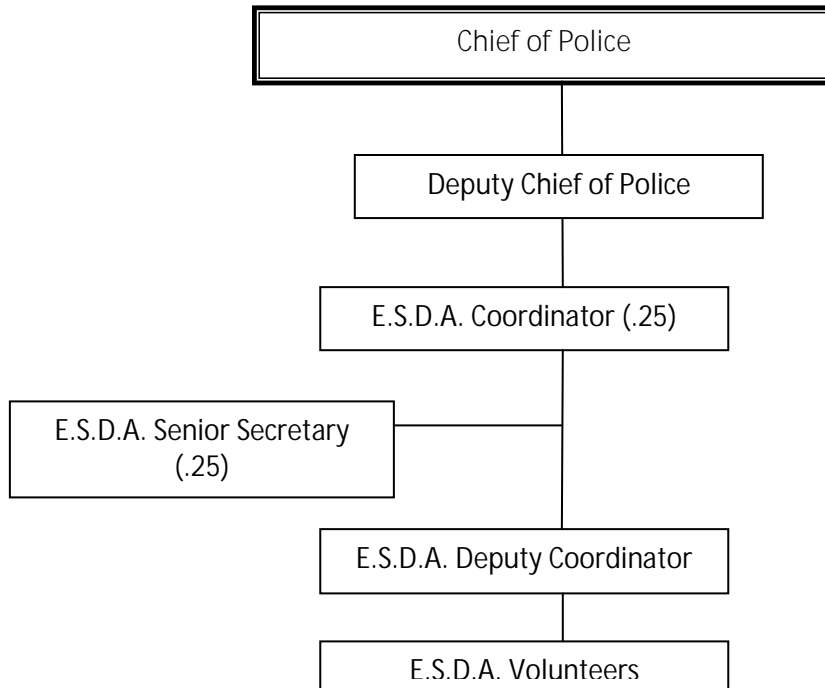 Chief of Police
Deputy Chief of Police
E.S.D.A. Coordinator (.25)
E.S.D.A. Senior Secretary
(.25)
E.S.D.A. Deputy Coordinator
E.S.D.A. Volunteers